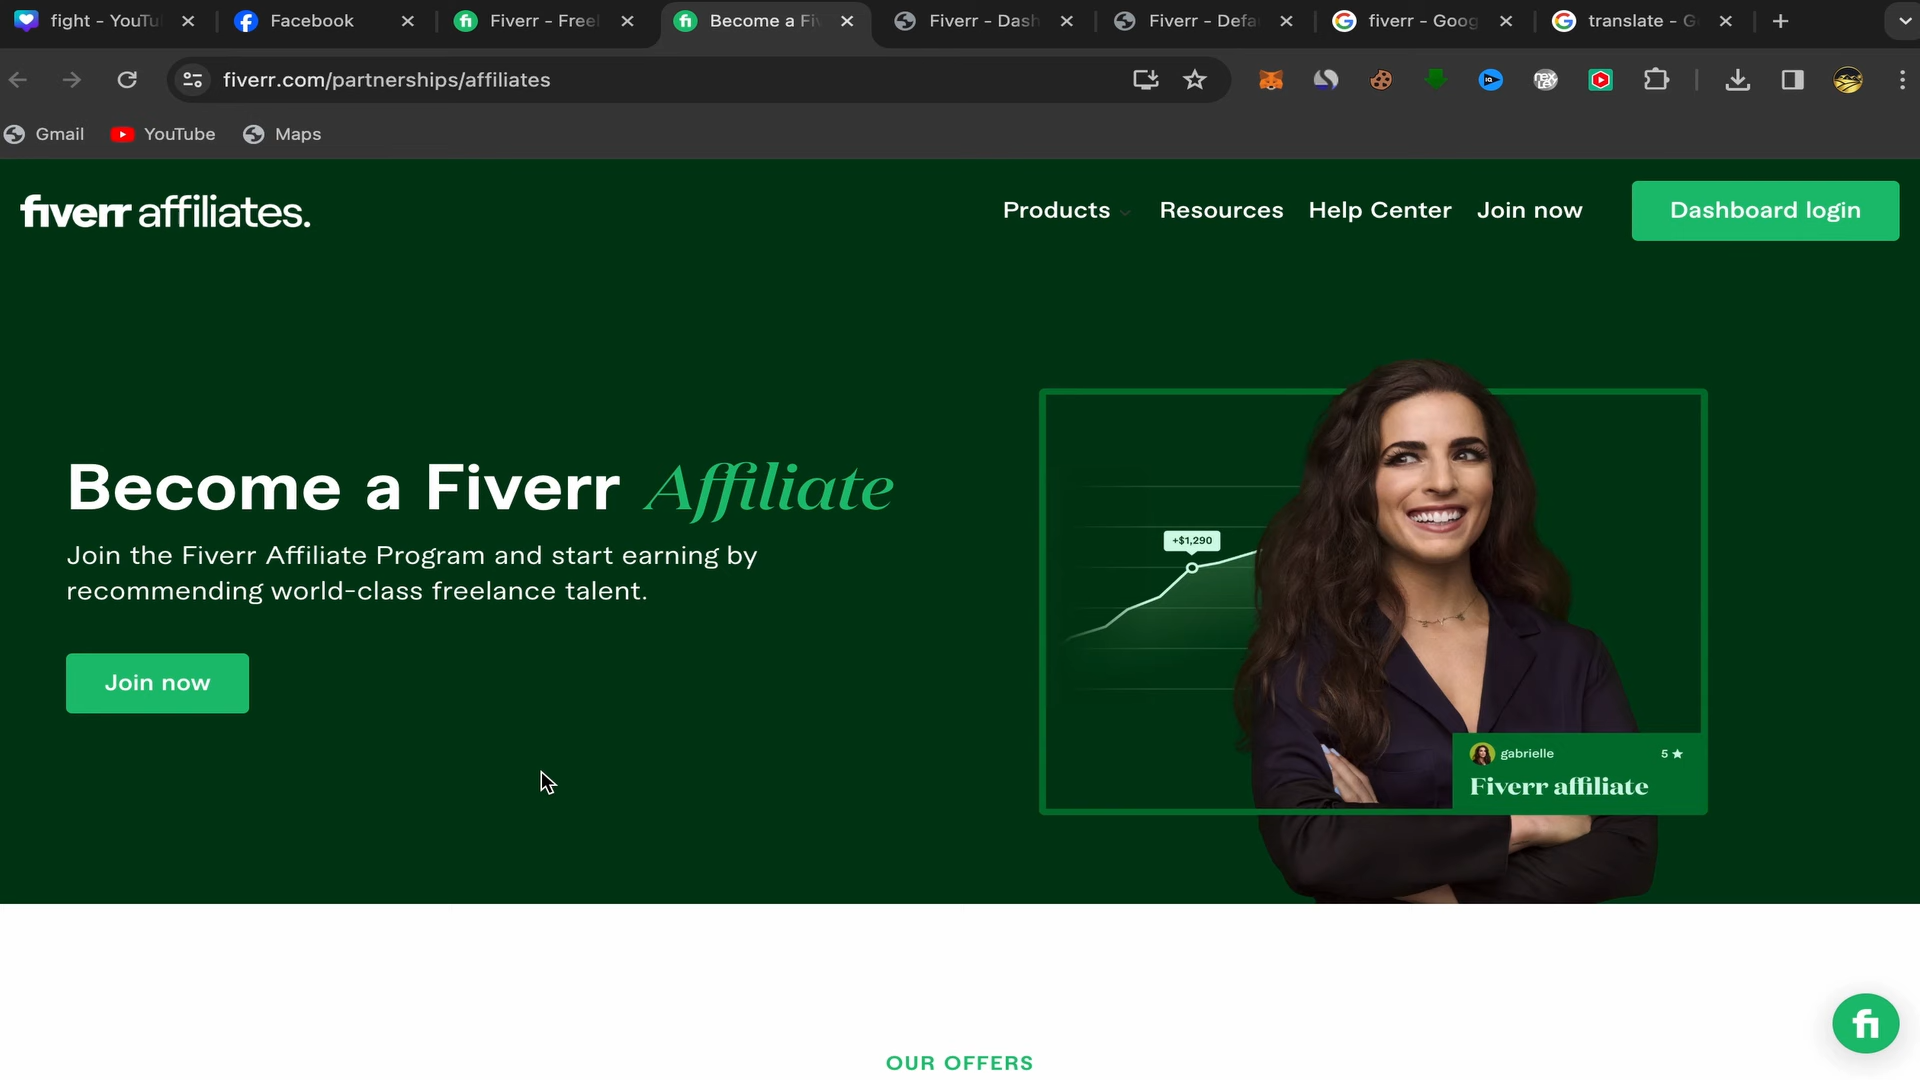 fight - YouTu
Facebook
Fiverr - Freel
Become a Fiv
Fiverr - Dash
Fiverr - Defa
fiverr - Goog
translate - G
fiverr.com/partnerships/affiliates
Gmail
YouTube
Maps
fiverr affiliates.
Products
Resources
Help Center
Join now
Dashboard login
Become a Fiverr Affiliate
Join the Fiverr Affiliate Program and start earning by
recommending world-class freelance talent.
Join now
+$1,290
gabrielle
5 ★
Fiverr affiliate
OUR OFFERS
fi